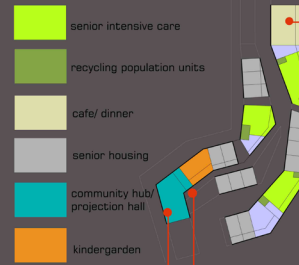 senior intensive care
recycling population units
cafe/ dinner
senior housing
community hub/
projection hall
kindergarden